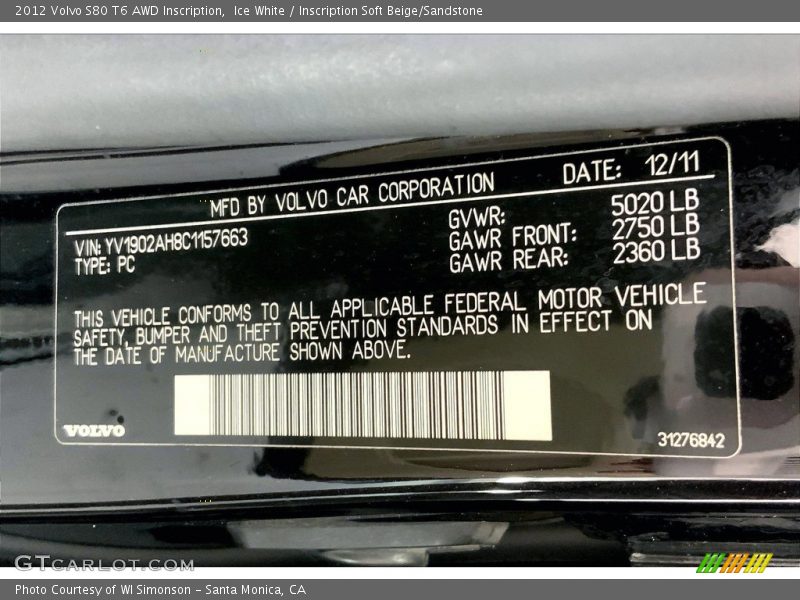 2012 Volvo S80 T6 AWD Inscription, Ice White / Inscription Soft Beige/Sandstone
MFD BY VOLVO CAR CORPORATION DATE: 12/11
VIN: YV1902AH8C1157663
TYPE: PC
GVWR: 5020 LB
GAWR FRONT: 2750 LB
GAWR REAR: 2360 LB
THIS VEHICLE CONFORMS TO ALL APPLICABLE FEDERAL MOTOR VEHICLE
SAFETY, BUMPER AND THEFT PREVENTION STANDARDS IN EFFECT ON
THE DATE OF MANUFACTURE SHOWN ABOVE.
VOLVO
31276842
GTCARLOT.COM
Photo Courtesy of WI Simonson - Santa Monica, CA